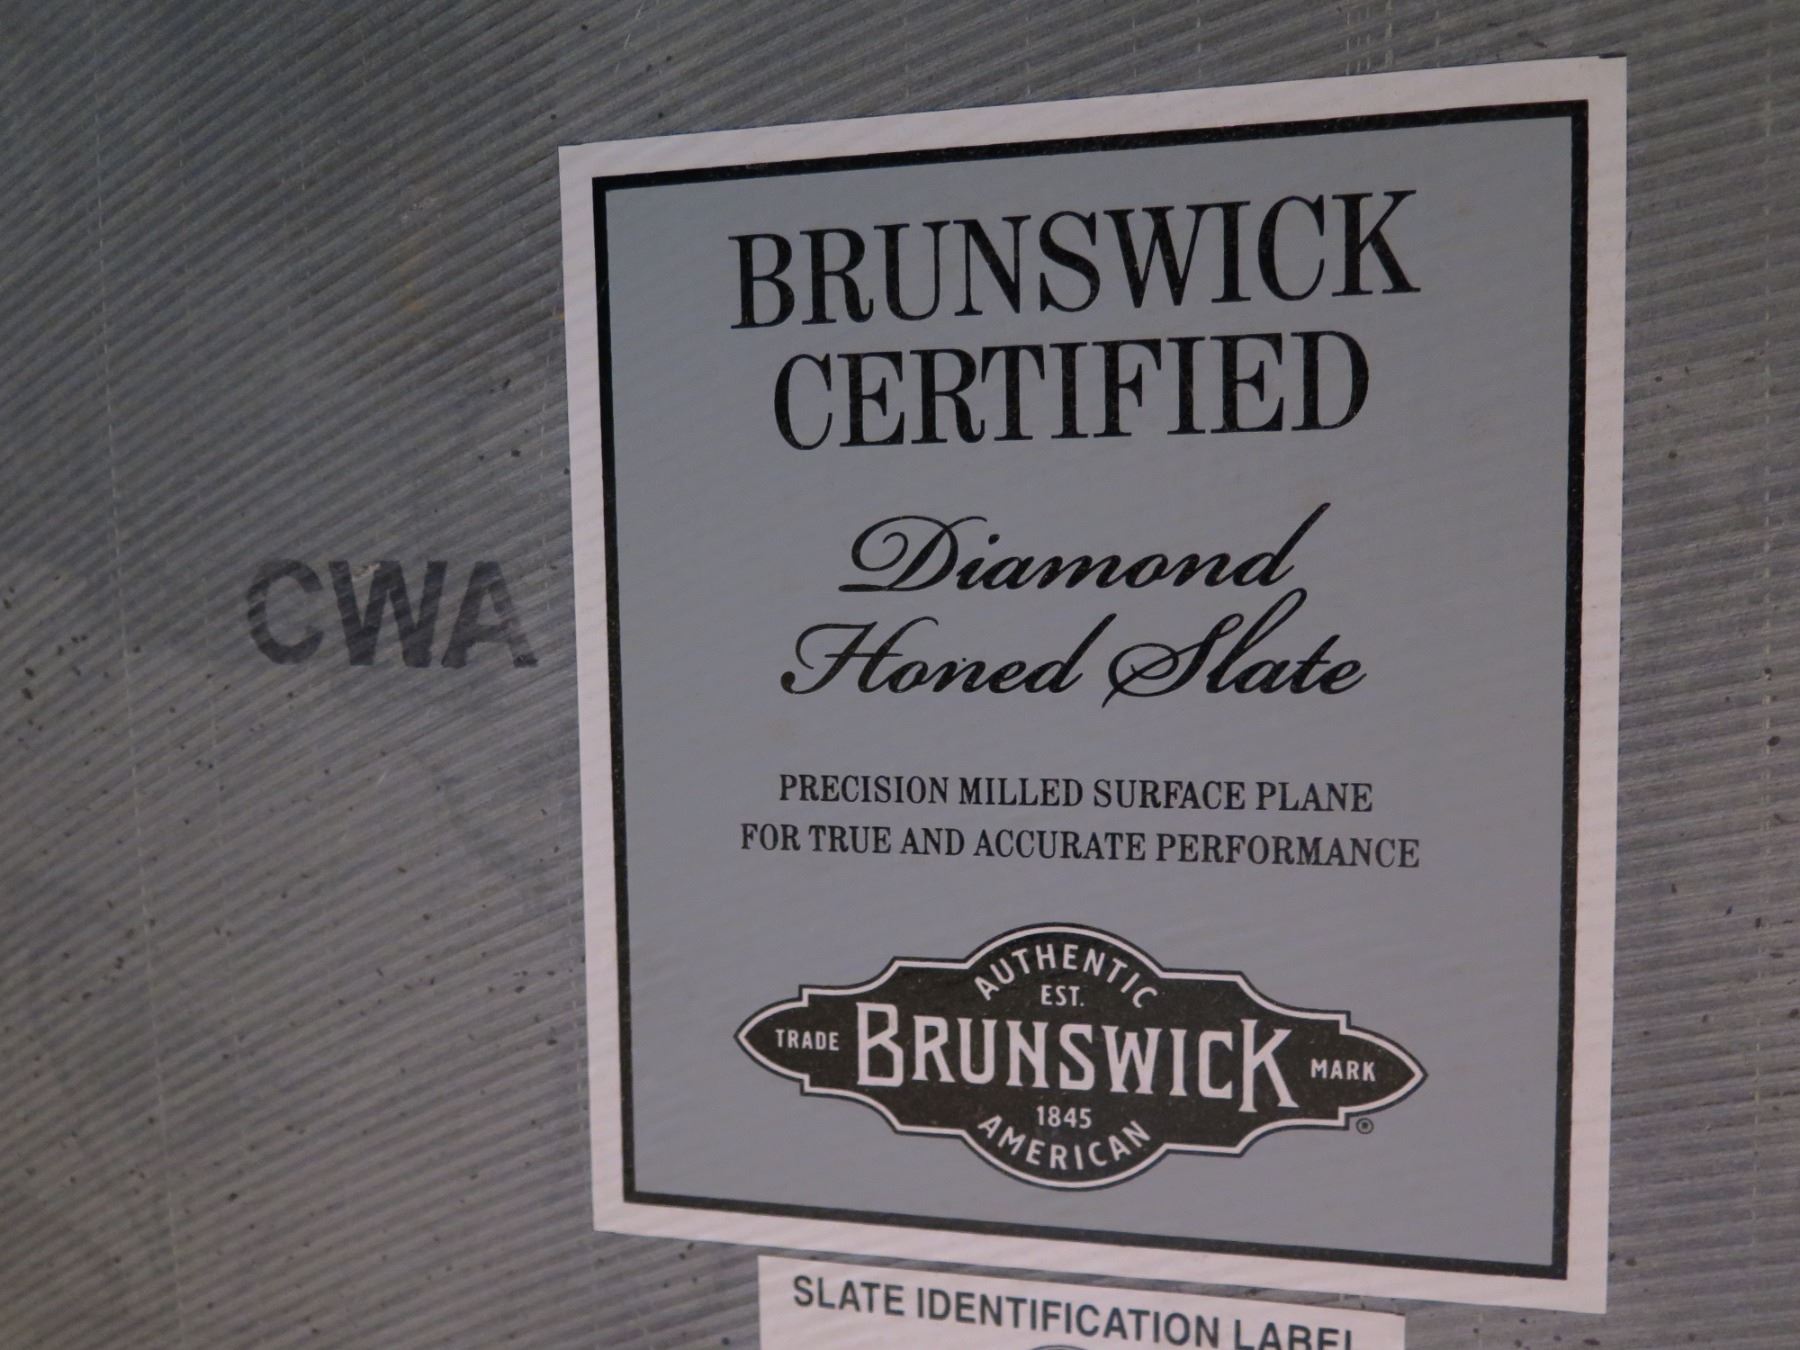 BRUNSWICK
CERTIFIED
Diamond
Honed Slate
CWA
PRECISION MILLED SURFACE PLANE
FOR TRUE AND ACCURATE PERFORMANCE
AUTHENTIC
EST.
TRADE BRUNSWICK MARK
1845
AMERICAN
®
SLATE IDENTIFICATION LABEL